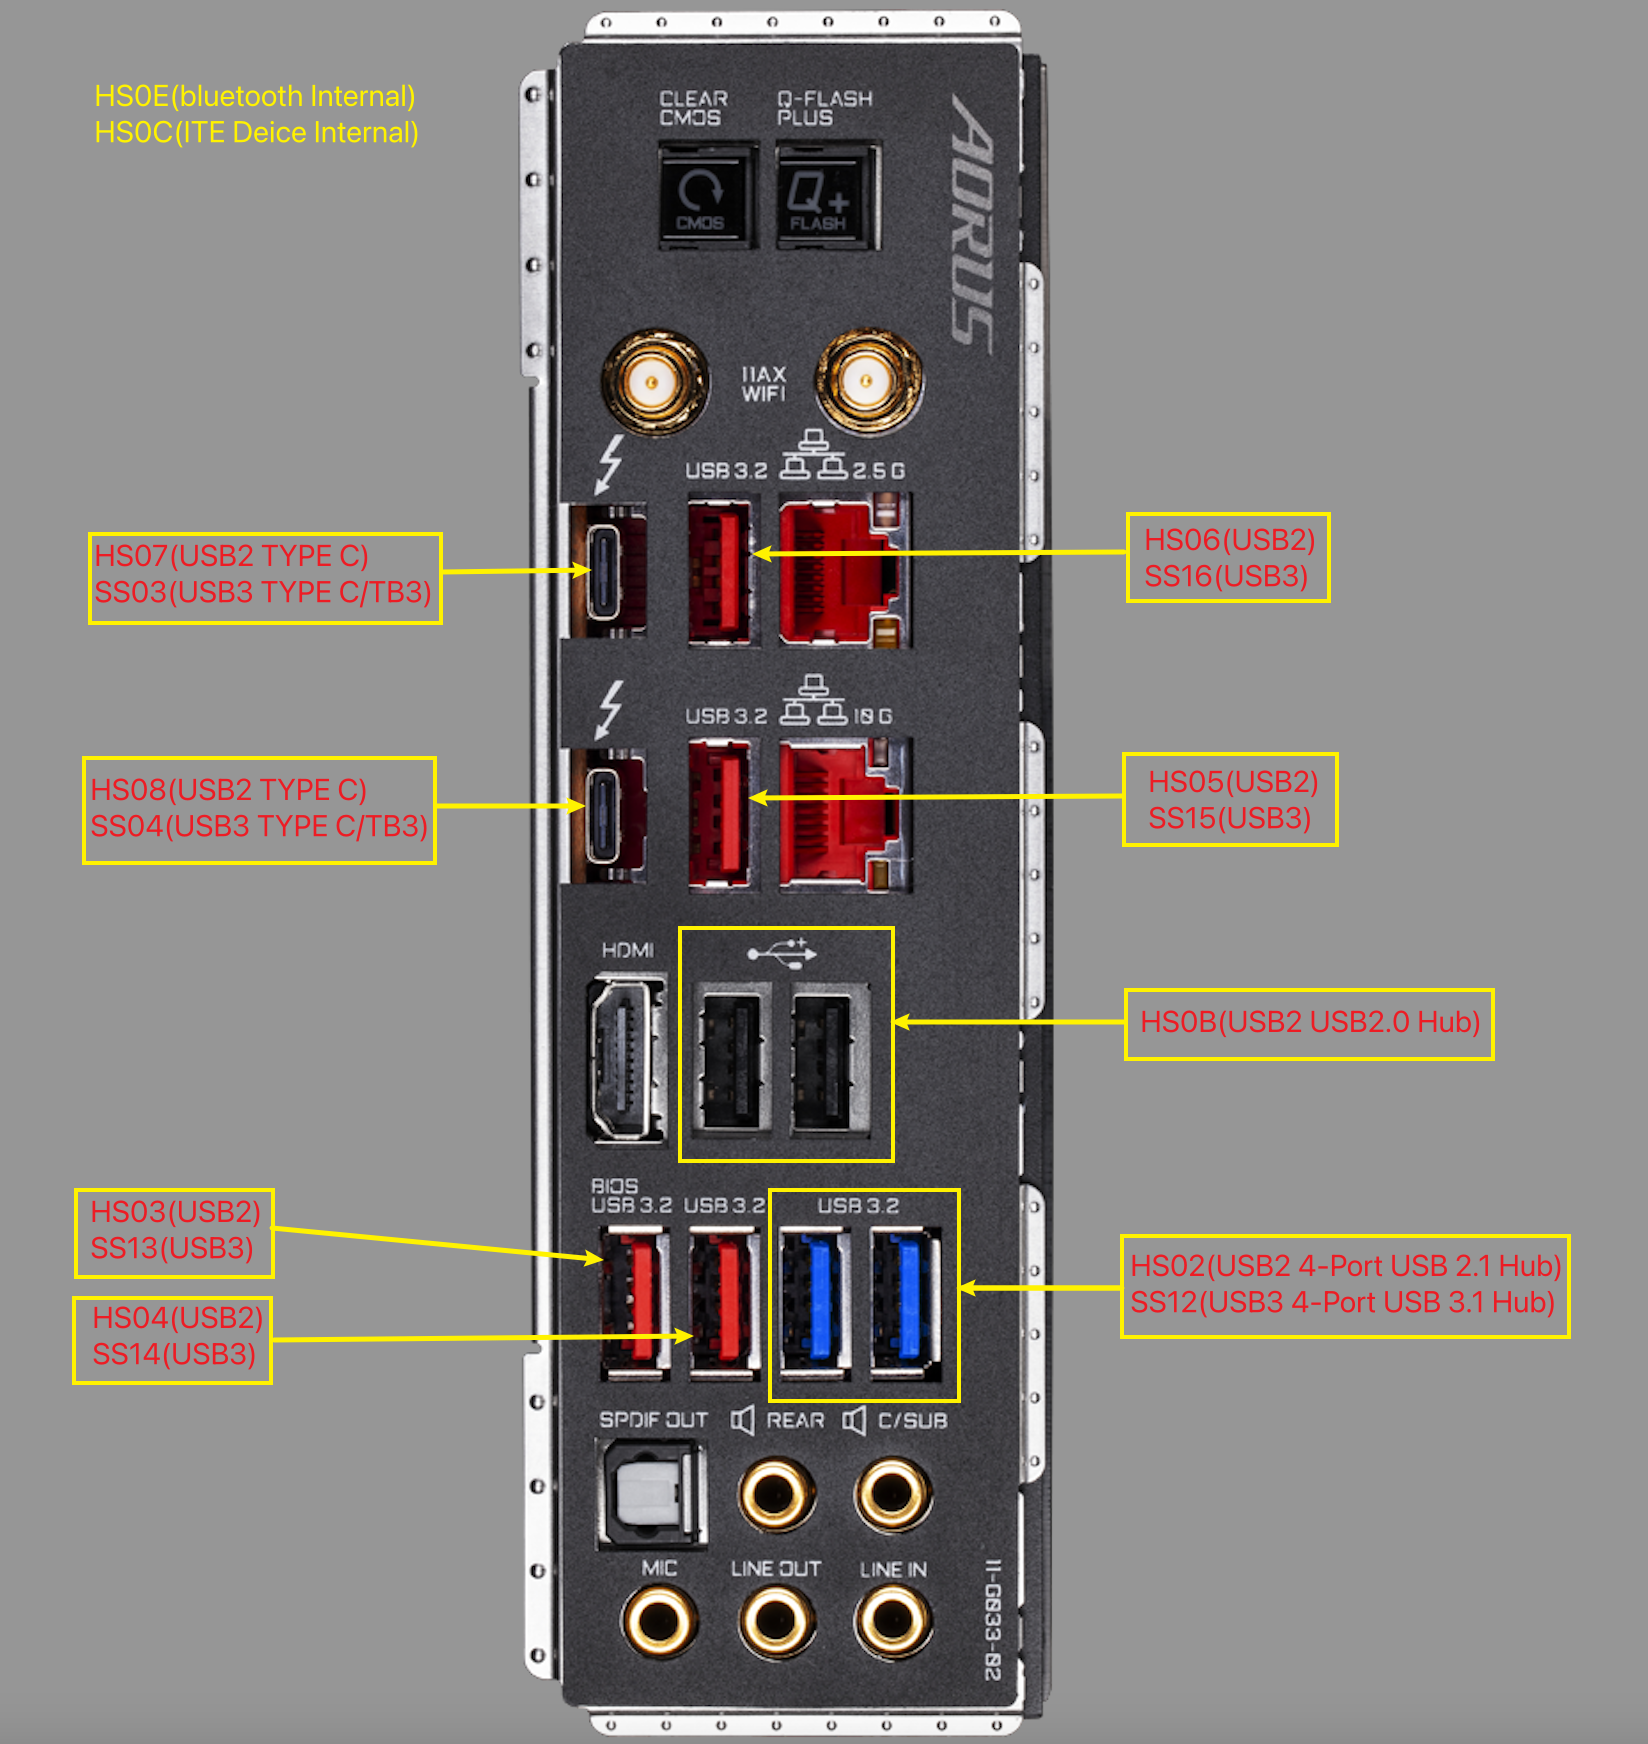 HS0E(bluetooth Internal)
HS0C(ITE Deice Internal)
CLEAR
CMOS
Q-FLASH
PLUS
CMOS
Q+
FLASH
AORUS
11AX
WIFI
USB 3.2
2.5 G
HS07(USB2 TYPE C)
SS03(USB3 TYPE C/TB3)
HS06(USB2)
SS16(USB3)
USB 3.2
10 G
HS08(USB2 TYPE C)
SS04(USB3 TYPE C/TB3)
HS05(USB2)
SS15(USB3)
HDMI
HS0B(USB2 USB2.0 Hub)
BIOS
USB 3.2
USB 3.2
USB 3.2
HS03(USB2)
SS13(USB3)
HS04(USB2)
SS14(USB3)
HS02(USB2 4-Port USB 2.1 Hub)
SS12(USB3 4-Port USB 3.1 Hub)
SPDIF OUT
REAR
C/SUB
MIC
LINE OUT
LINE IN
11-G033-02